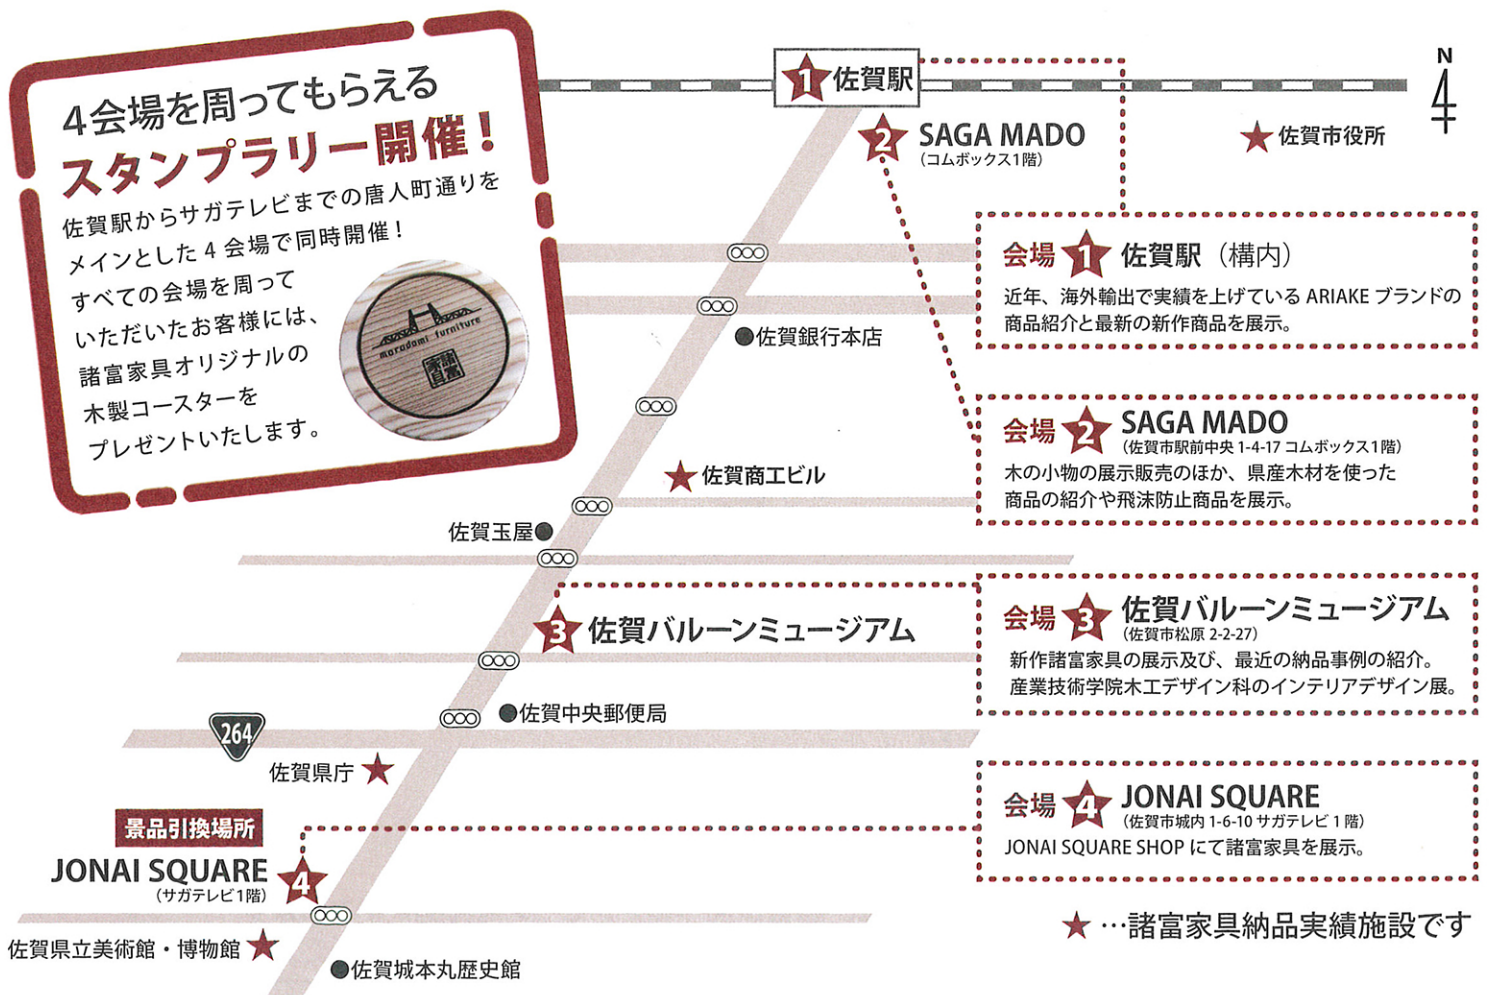 4会場を周ってもらえる
スタンプラリー開催！
佐賀駅からサガテレビまでの唐人町通りを
メインとした4会場で同時開催！
すべての会場を周って
いただいたお客様には、
諸富家具オリジナルの
木製コースターを
プレゼントいたします。
morodomi furniture
諸富家具
1 佐賀駅
2 SAGA MADO
（コムボックス1階）
佐賀市役所
N
会場 1 佐賀駅（構内）
近年、海外輸出で実績を上げている ARIAKE ブランドの
商品紹介と最新の新作商品を展示。
佐賀銀行本店
会場 2 SAGA MADO
（佐賀市駅前中央 1-4-17 コムボックス1階）
木の小物の展示販売のほか、県産木材を使った
商品の紹介や飛沫防止商品を展示。
佐賀商工ビル
佐賀玉屋
3 佐賀バルーンミュージアム
会場 3 佐賀バルーンミュージアム
（佐賀市松原 2-2-27）
新作諸富家具の展示及び、最近の納品事例の紹介。
産業技術学院木工デザイン科のインテリアデザイン展。
佐賀中央郵便局
264
佐賀県庁
会場 4 JONAI SQUARE
（佐賀市城内 1-6-10 サガテレビ 1 階）
JONAI SQUARE SHOP にて諸富家具を展示。
景品引換場所
JONAI SQUARE 4
（サガテレビ1階）
佐賀県立美術館・博物館
佐賀城本丸歴史館
★…諸富家具納品実績施設です